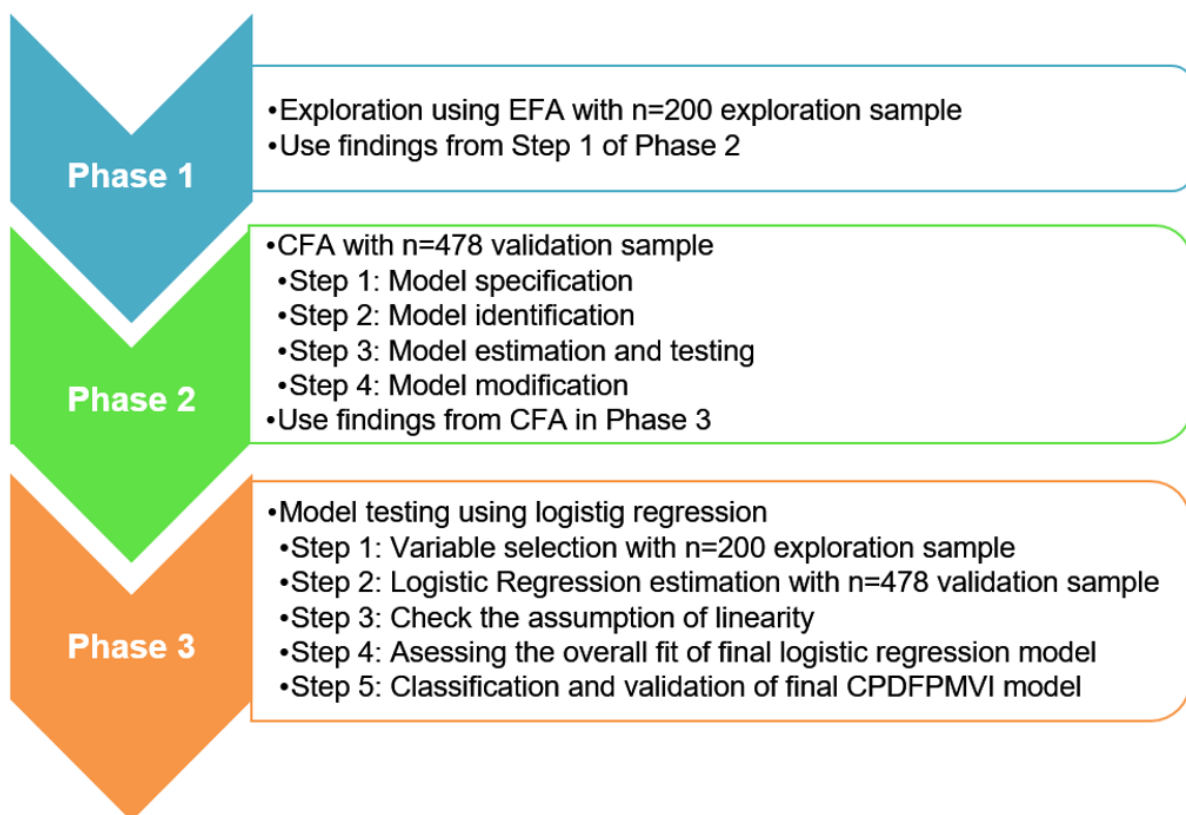 Phase 1
•Exploration using EFA with n=200 exploration sample
•Use findings from Step 1 of Phase 2
Phase 2
•CFA with n=478 validation sample
•Step 1: Model specification
•Step 2: Model identification
•Step 3: Model estimation and testing
•Step 4: Model modification
•Use findings from CFA in Phase 3
Phase 3
•Model testing using logistig regression
•Step 1: Variable selection with n=200 exploration sample
•Step 2: Logistic Regression estimation with n=478 validation sample
•Step 3: Check the assumption of linearity
•Step 4: Asessing the overall fit of final logistic regression model
•Step 5: Classification and validation of final CPDFPMVI model